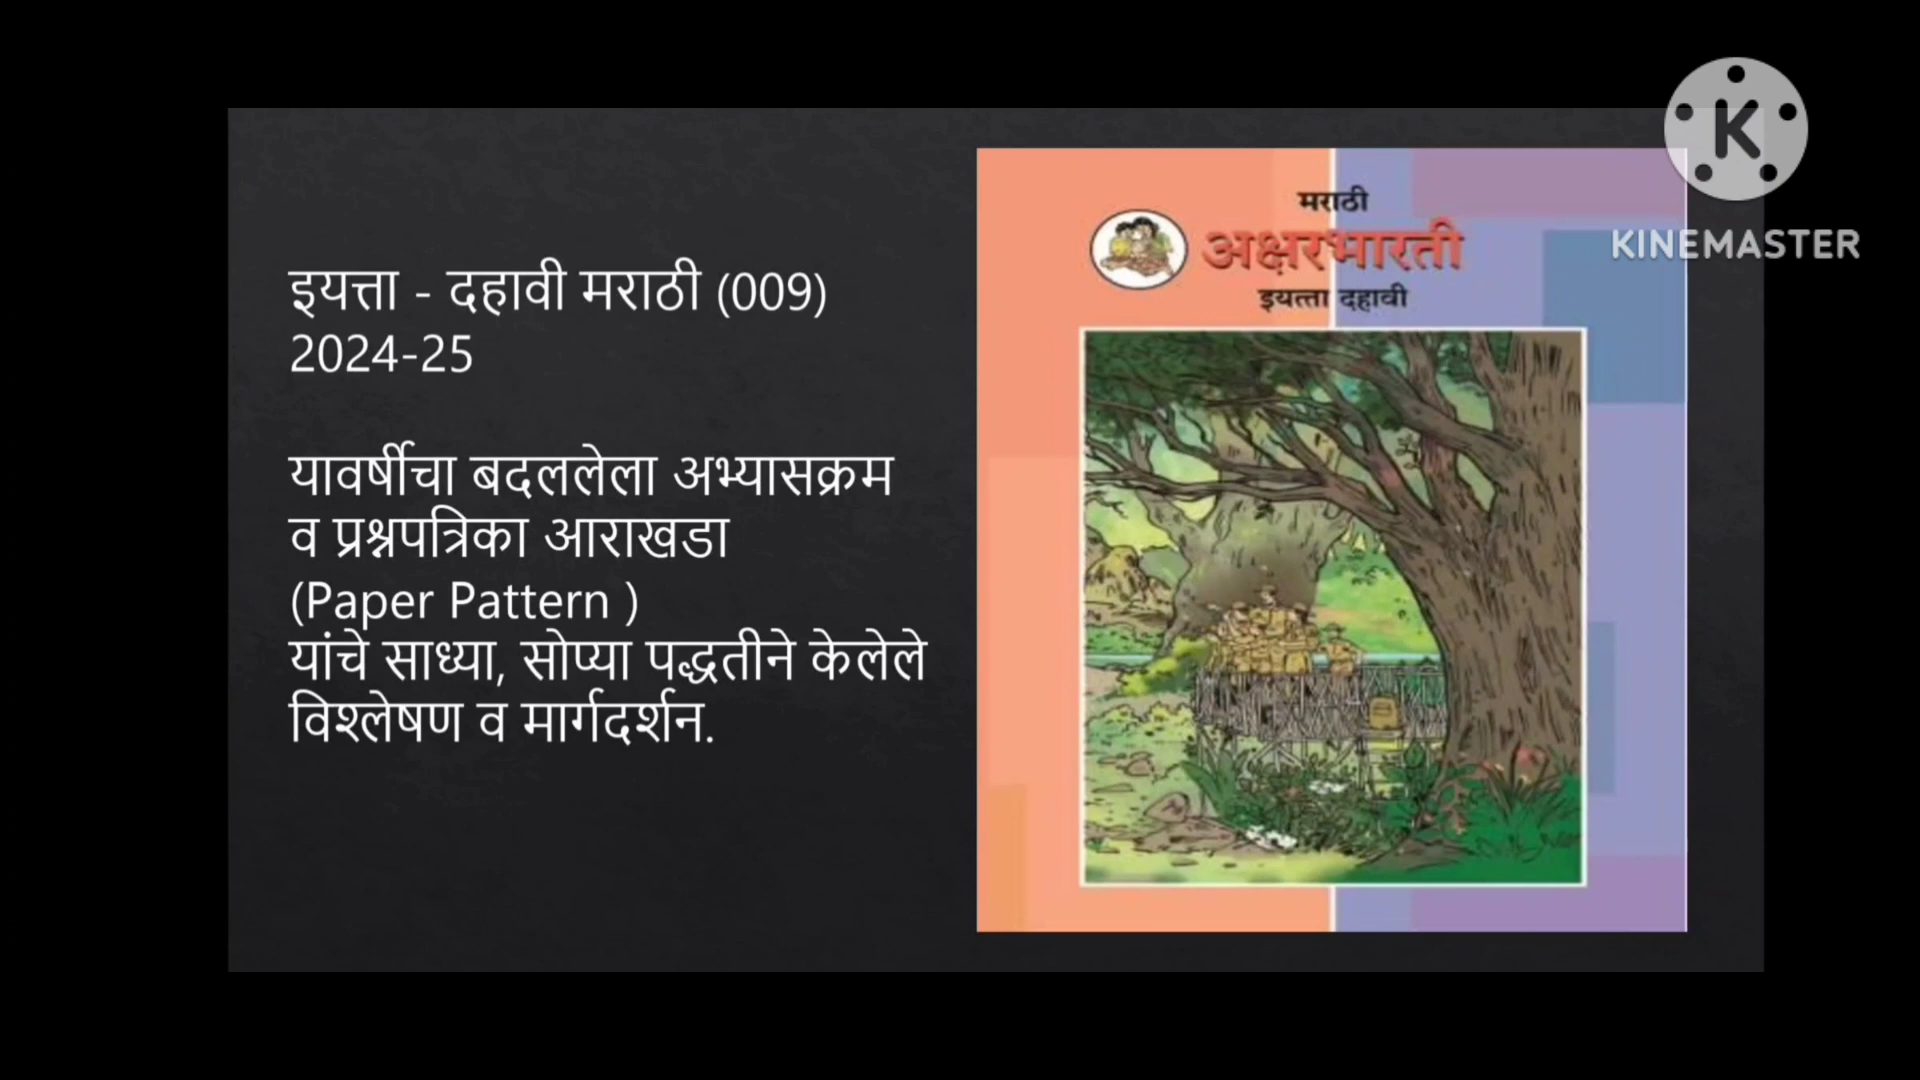 इयत्ता - दहावी मराठी (009)
2024-25
यावर्षीचा बदललेला अभ्यासक्रम
व प्रश्नपत्रिका आराखडा
(Paper Pattern )
यांचे साध्या, सोप्या पद्धतीने केलेले
विश्लेषण व मार्गदर्शन.
मराठी
अक्षरभारती
इयत्ता दहावी
K
KINEMASTER